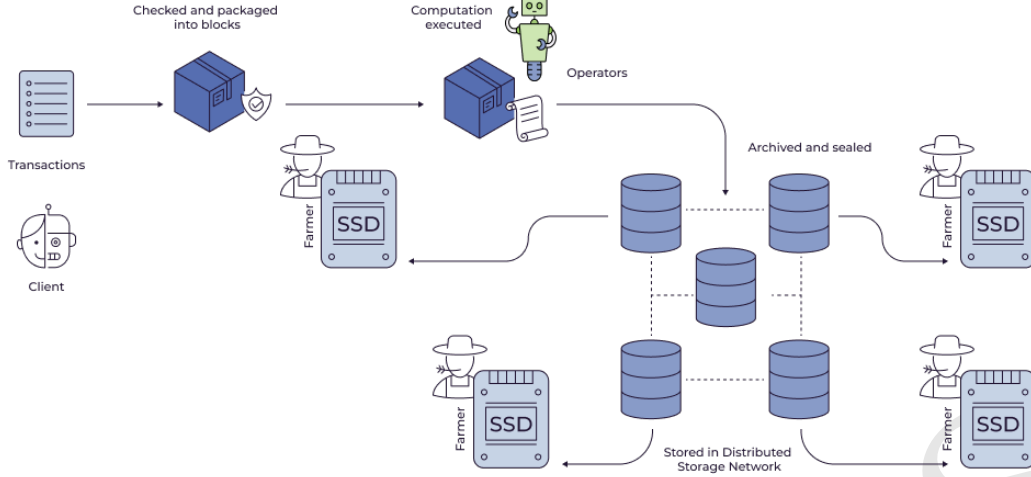 Checked and packaged
into blocks
Computation
executed
Operators
Transactions
Archived and sealed
Farmer
SSD
Farmer
SSD
Client
Farmer
SSD
Farmer
SSD
Stored in Distributed
Storage Network